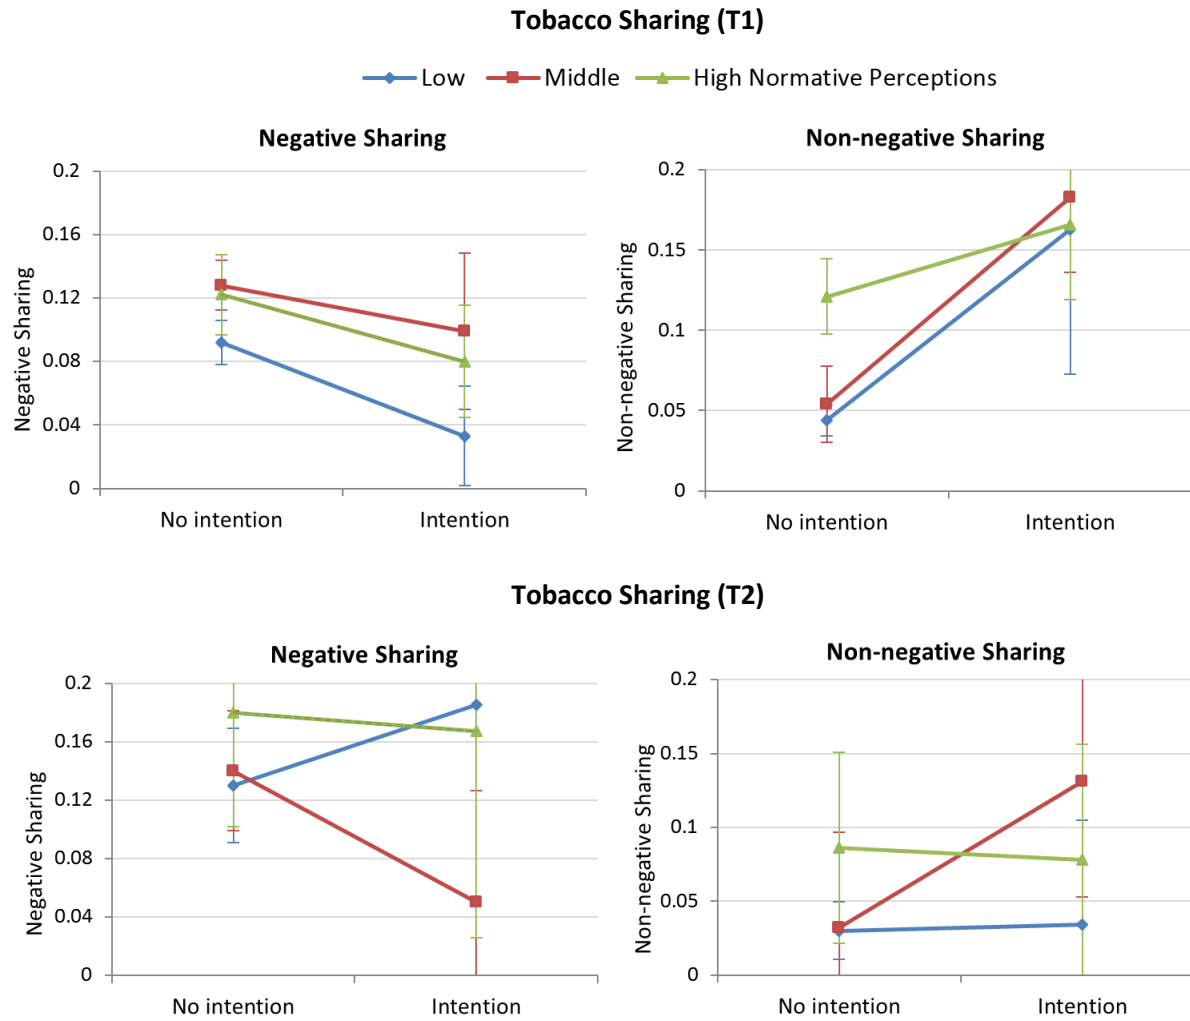 Tobacco Sharing (T1)
Low Middle High Normative Perceptions
Negative Sharing
0.2
0.16
0.12
0.08
0.04
0
Negative Sharing
No intention Intention
Non-negative Sharing
0.2
0.15
0.1
0.05
0
Non-negative Sharing
No intention Intention
Tobacco Sharing (T2)
Negative Sharing
0.2
0.16
0.12
0.08
0.04
0
Negative Sharing
No intention Intention
Non-negative Sharing
0.2
0.15
0.1
0.05
0
Non-negative Sharing
No intention Intention